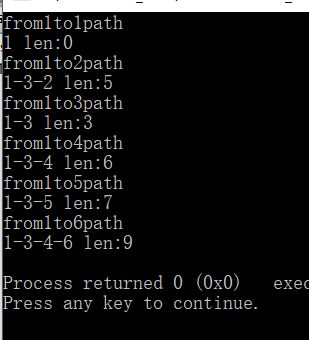 from1to1path
1 len:0
from1to2path
1-3-2 len:5
from1to3path
1-3 len:3
from1to4path
1-3-4 len:6
from1to5path
1-3-5 len:7
from1to6path
1-3-4-6 len:9
Process returned 0 (0x0)
Press any key to continue.